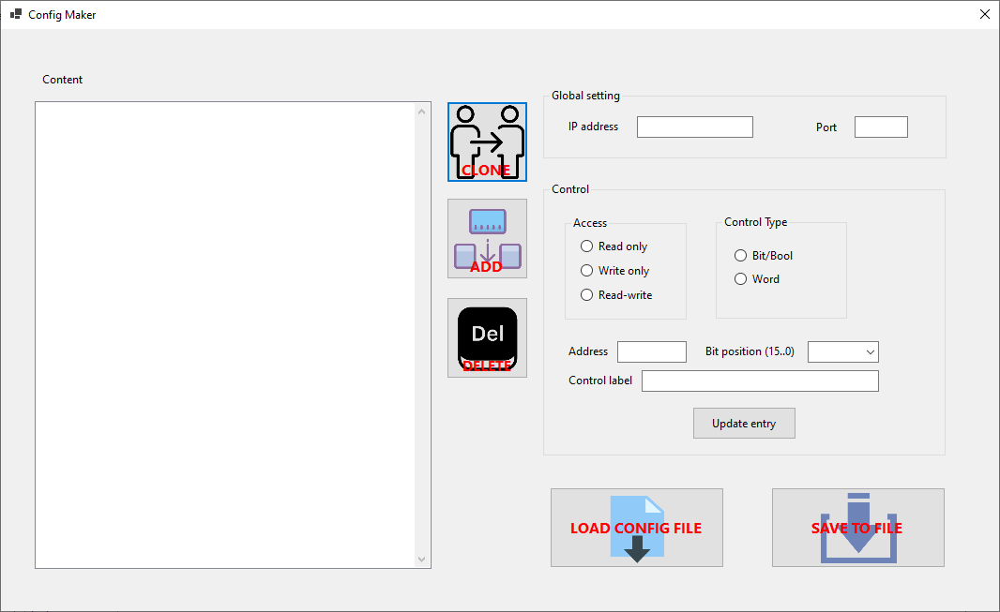 Config Maker
Content
CLONE
ADD
Del
DELETE
Global setting
IP address
Port
Control
Access
Read only
Write only
Read-write
Control Type
Bit/Bool
Word
Address
Bit position (15..0)
Control label
Update entry
LOAD CONFIG FILE
SAVE TO FILE